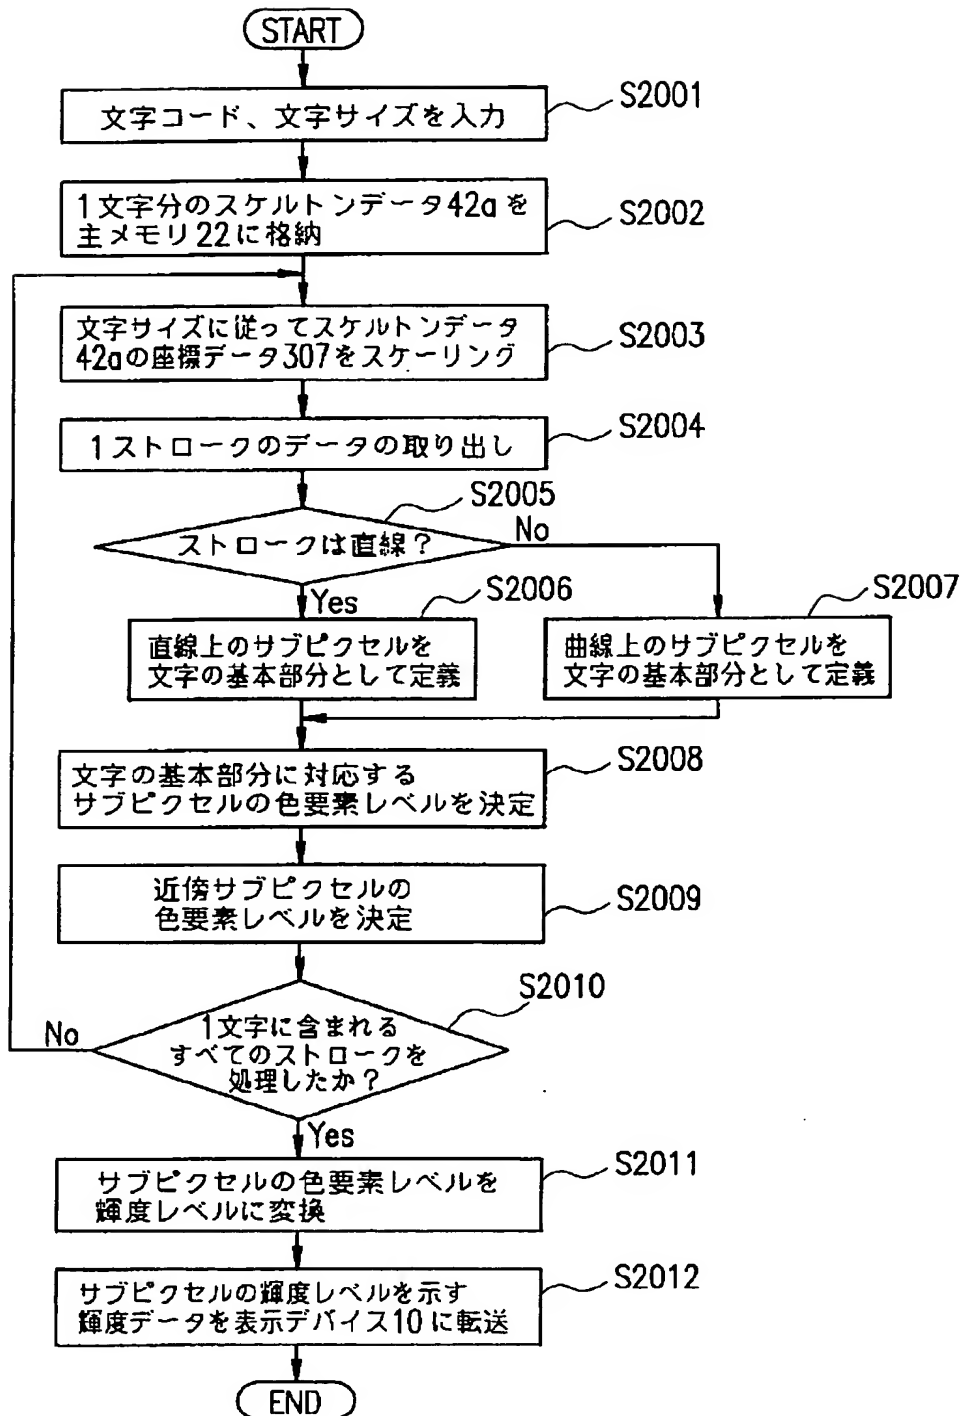 START
S2001
文字コード、文字サイズを入力
1文字分のスケルトンデータ42aを
主メモリ22に格納
S2002
文字サイズに従ってスケルトンデータ
42aの座標データ307をスケーリング
S2003
1ストロークのデータの取り出し
S2004
S2005
ストロークは直線?
No
Yes
S2006
S2007
直線上のサブピクセルを
文字の基本部分として定義
曲線上のサブピクセルを
文字の基本部分として定義
文字の基本部分に対応する
サブピクセルの色要素レベルを決定
S2008
近傍サブピクセルの
色要素レベルを決定
S2009
S2010
1文字に含まれる
すべてのストロークを
処理したか?
No
Yes
サブピクセルの色要素レベルを
輝度レベルに変換
S2011
サブピクセルの輝度レベルを示す
輝度データを表示デバイス10に転送
S2012
END